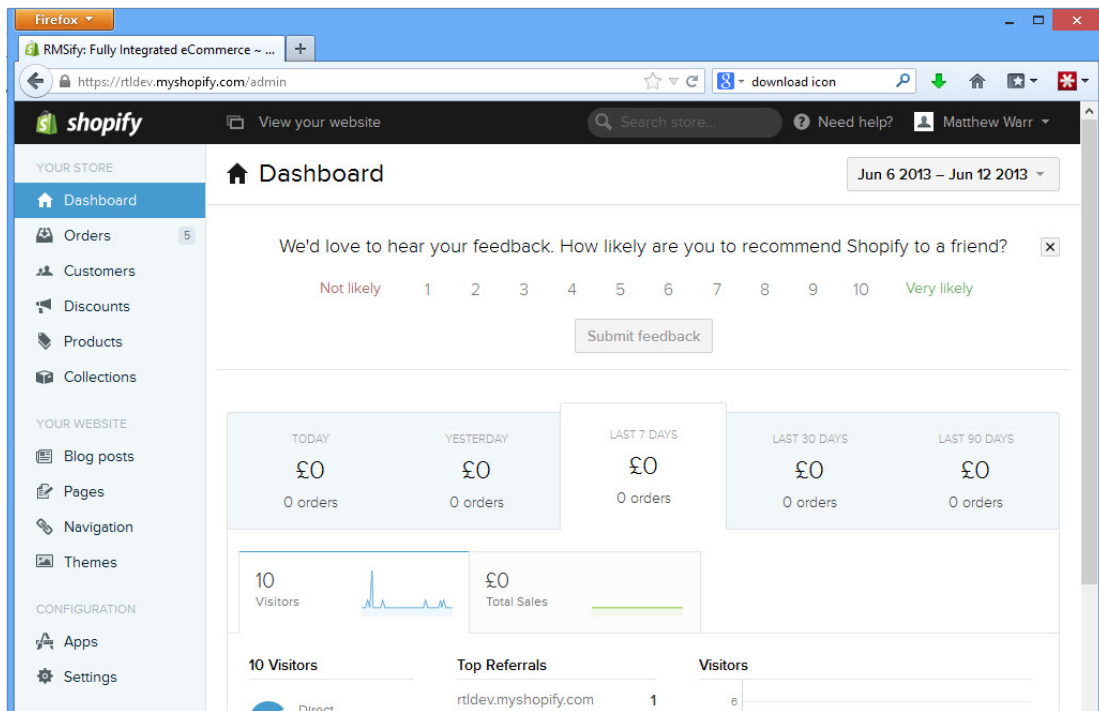 Firefox
RMSify: Fully Integrated eCommerce ~ ...
https://rtldev.myshopify.com/admin
download icon
shopify
View your website
Search store...
Need help?
Matthew Warr
YOUR STORE
Dashboard
Orders 5
Customers
Discounts
Products
Collections
YOUR WEBSITE
Blog posts
Pages
Navigation
Themes
CONFIGURATION
Apps
Settings
Dashboard
Jun 6 2013 – Jun 12 2013
We'd love to hear your feedback. How likely are you to recommend Shopify to a friend?
Not likely 1 2 3 4 5 6 7 8 9 10 Very likely
Submit feedback
TODAY
£0
0 orders
YESTERDAY
£0
0 orders
LAST 7 DAYS
£0
0 orders
LAST 30 DAYS
£0
0 orders
LAST 90 DAYS
£0
0 orders
10
Visitors
£0
Total Sales
10 Visitors
Direct
Top Referrals
rtldev.myshopify.com 1
Visitors
6